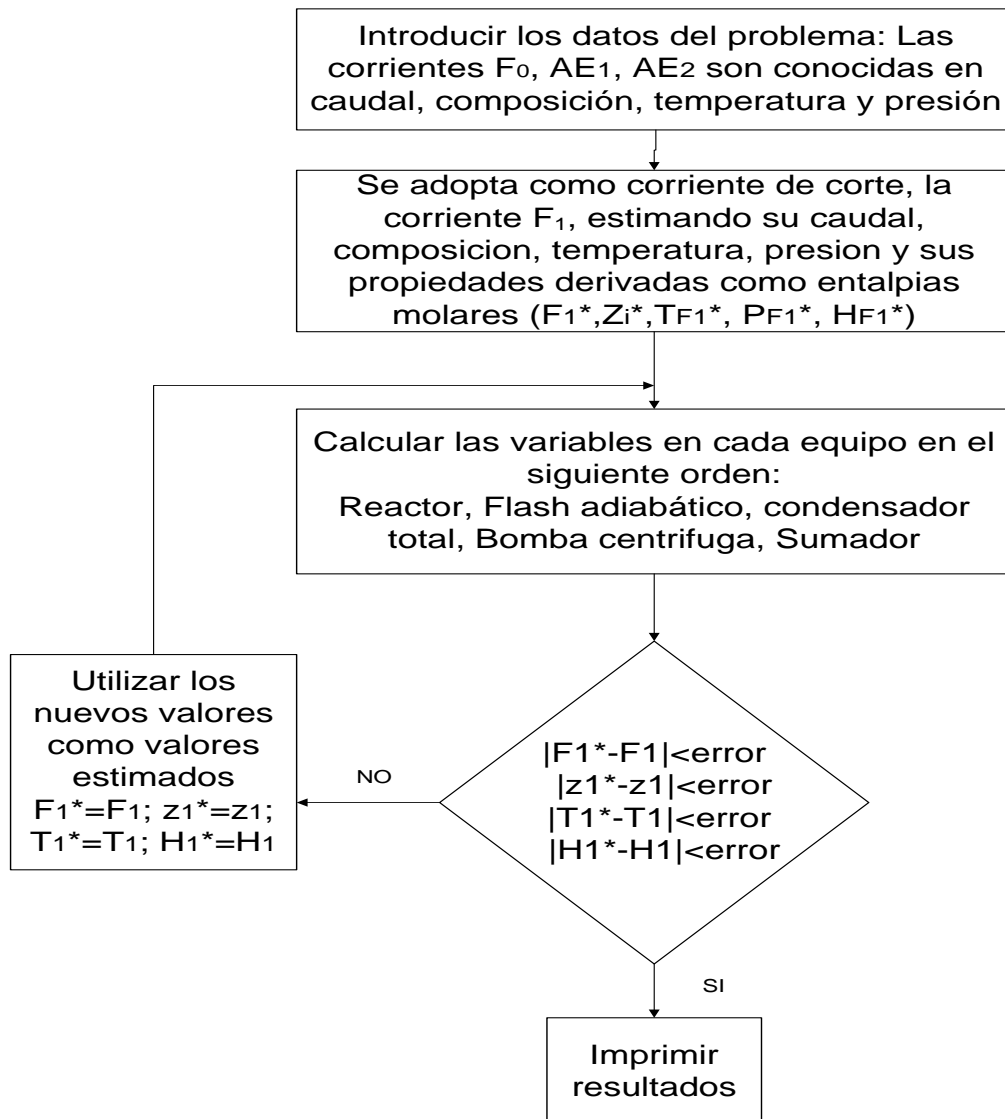 Introducir los datos del problema: Las
corrientes F0, AE1, AE2 son conocidas en
caudal, composición, temperatura y presión
Se adopta como corriente de corte, la
corriente F1, estimando su caudal,
composicion, temperatura, presion y sus
propiedades derivadas como entalpias
molares (F1*,Zi*,TF1*, PF1*, HF1*)
Calcular las variables en cada equipo en el
siguiente orden:
Reactor, Flash adiabático, condensador
total, Bomba centrifuga, Sumador
|F1*-F1|<error
|z1*-z1|<error
|T1*-T1|<error
|H1*-H1|<error
NO
Utilizar los
nuevos valores
como valores
estimados
F1*=F1; z1*=z1;
T1*=T1; H1*=H1
SI
Imprimir
resultados